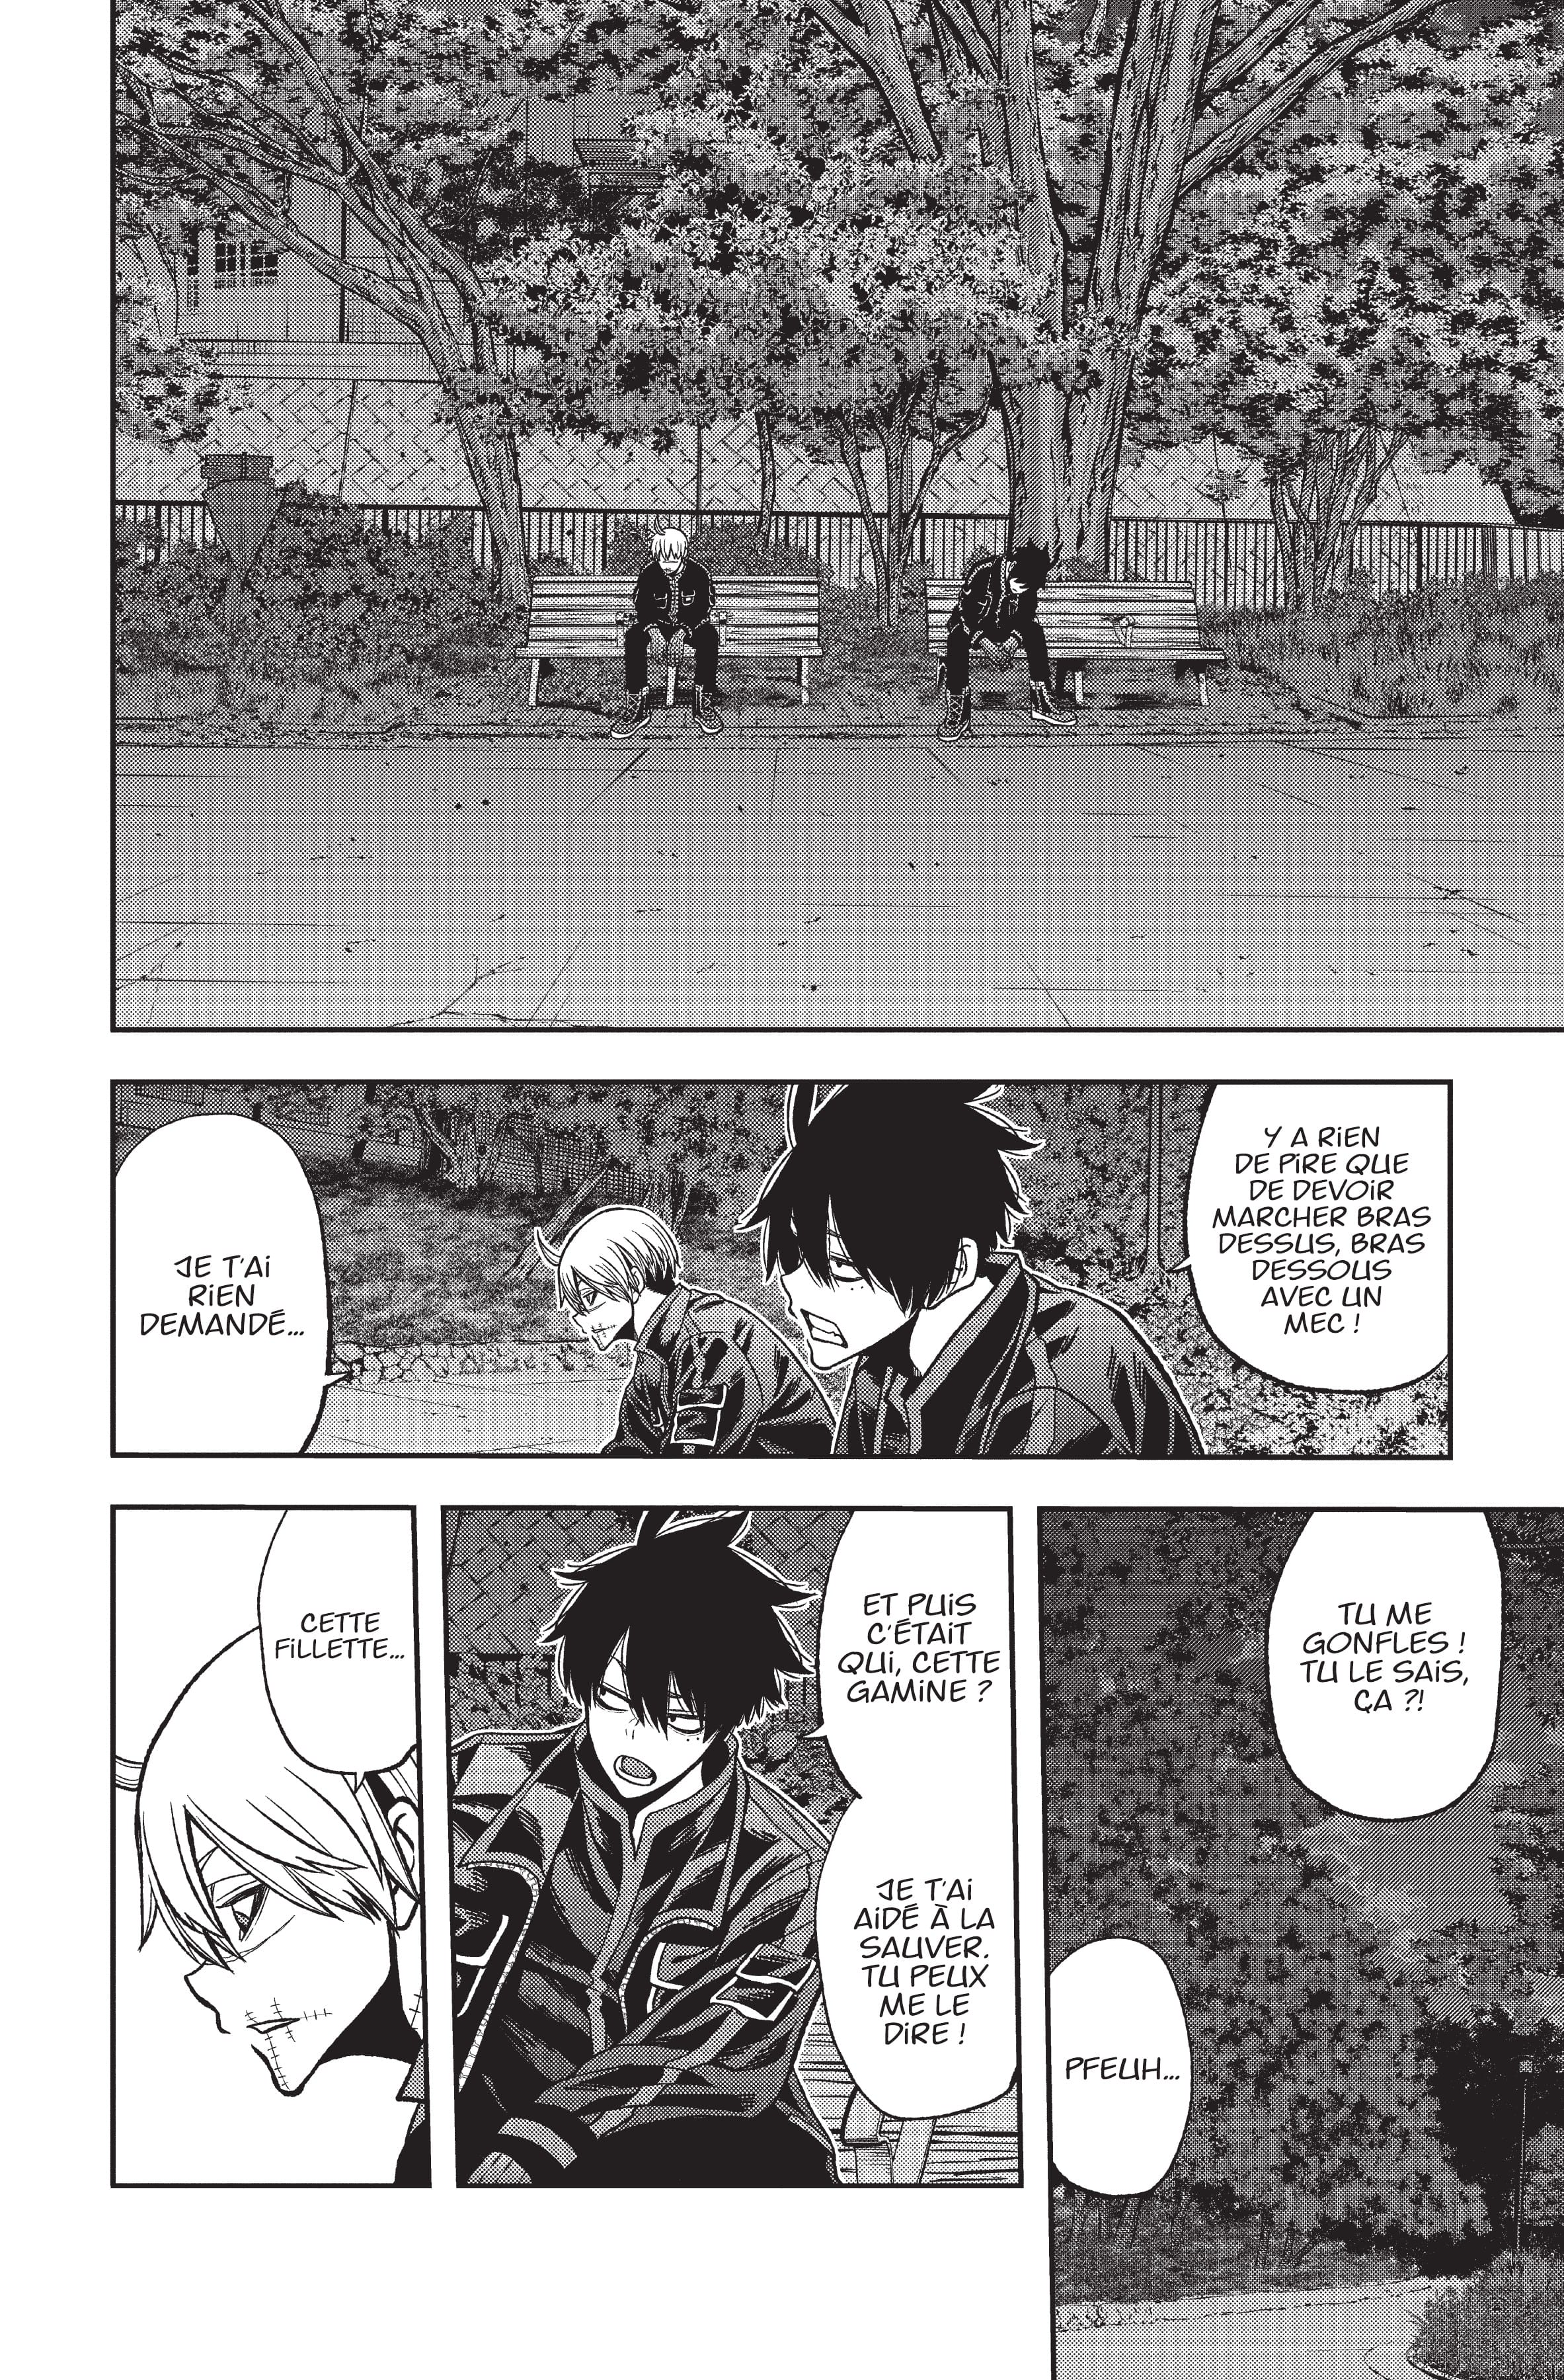 Y A RIEN
DE PIRE QUE
DE DEVOIR
MARCHER BRAS
DESSUS, BRAS
DESSOUS
AVEC UN
MEC !
JE T'AI
RIEN
DEMANDÉ...
TU ME
GONFLES !
TU LE SAIS,
ÇA ?!
PFEUH...
ET PUIS
C'ÉTAIT
QUI, CETTE
GAMINE ?
JE T'AI
AIDÉ À LA
SAUVER.
TU PEUX
ME LE
DIRE !
CETTE
FILLETTE...